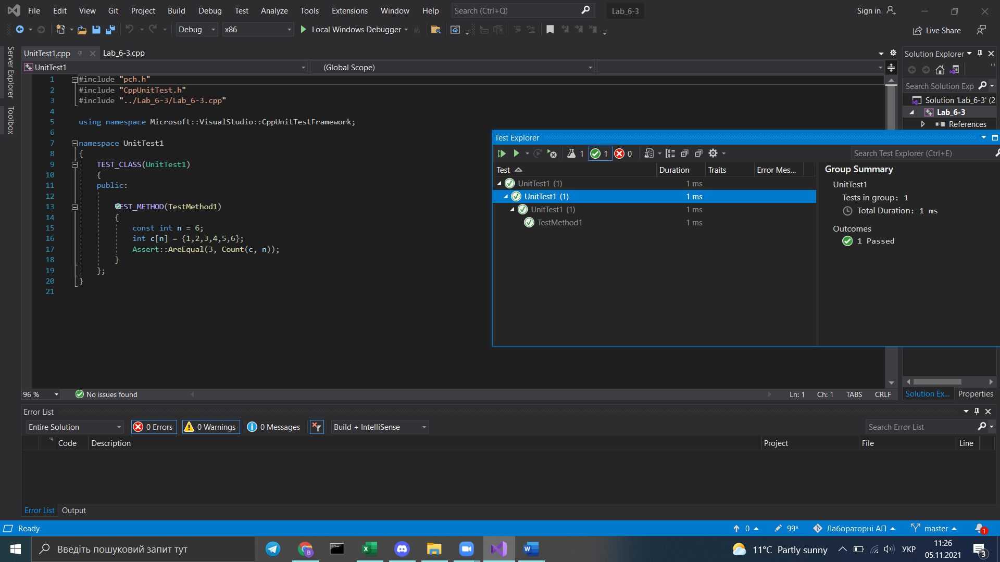 File Edit View Git Project Build Debug Test Analyze Tools Extensions Window Help Search (Ctrl+Q) Lab_6-3 Sign in
Debug x86 Local Windows Debugger Live Share
Server Explorer
Toolbox
UnitTest1.cpp Lab_6-3.cpp
UnitTest1 (Global Scope)
1 #include "pch.h"
2 #include "CppUnitTest.h"
3 #include "../Lab_6-3/Lab_6-3.cpp"
4
5 using namespace Microsoft::VisualStudio::CppUnitTestFramework;
6
7 namespace UnitTest1
8 {
9 TEST_CLASS(UnitTest1)
10 {
11 public:
12
13 TEST_METHOD(TestMethod1)
14 {
15 const int n = 6;
16 int c[n] = {1,2,3,4,5,6};
17 Assert::AreEqual(3, Count(c, n));
18 }
19 };
20 }
21
Solution Explorer
Search Solution Exp
Solution 'Lab_6-3' (2
Lab_6-3
References
Test Explorer
1 1 0 Search Test Explorer (Ctrl+E)
Test Duration Traits Error Mes...
UnitTest1 (1) 1 ms
UnitTest1 (1) 1 ms
UnitTest1 (1) 1 ms
TestMethod1 1 ms
Group Summary
UnitTest1
Tests in group: 1
Total Duration: 1 ms
Outcomes
1 Passed
96 % No issues found Ln: 1 Ch: 1 TABS CRLF
Solution Ex... Properties
Error List
Entire Solution 0 Errors 0 Warnings 0 Messages Build + IntelliSense Search Error List
Code Description Project File Line
Error List Output
Ready 0 99* Лабораторні АП master 1
Введіть пошуковий запит тут 11°C Partly sunny УКР 11:26
05.11.2021 3